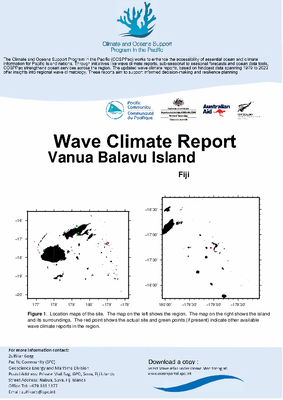 Climate and Oceans Support
Program in the Pacific
The Climate and Oceans Support Program in the Pacific (COSPPac) works to enhance the accessibility of essential ocean and climate
information for Pacific Island nations. Through initiatives like wave climate reports, sub-seasonal to seasonal forecasts and ocean data tools,
COSPPac strengthens ocean services across the region. The updated wave climate reports, based on hindcast data spanning 1979 to 2023
offer insights into regional wave climatology. These reports aim to support informed decision-making and resilience planning
Pacific
Community
Communauté
du Pacifique
Australian
Aid
Wave Climate Report
Vanua Balavu Island
Fiji
Figure 1. Location maps of the site. The map on the left shows the region. The map on the right shows the island
and its surroundings. The red point shows the actual site and green points (if present) indicate other available
wave climate reports in the region.
For more information contact:
Pacific Community (SPC)
Geoscience Energy and Maritime Division
Download a copy :